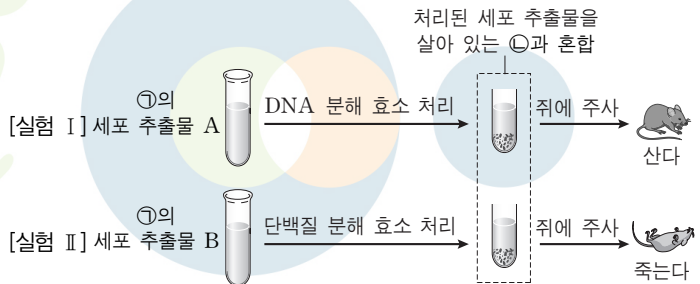 처리된 세포 추출물을
살아 있는 ㉡과 혼합
㉠의
[실험 Ⅰ] 세포 추출물 A
DNA 분해 효소 처리
쥐에 주사
산다
㉠의
[실험 Ⅱ] 세포 추출물 B
단백질 분해 효소 처리
쥐에 주사
죽는다